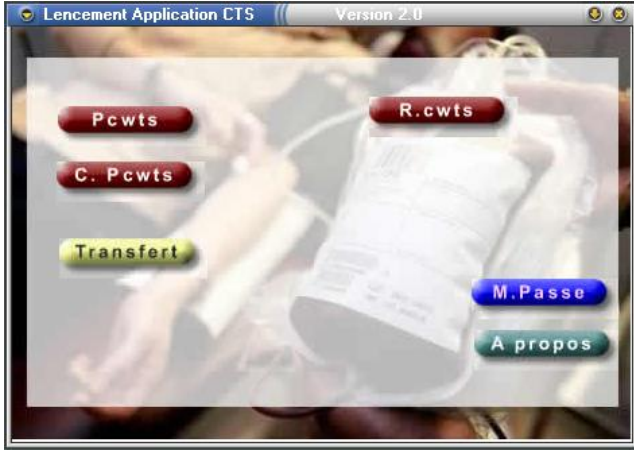 Lencement Application CTS
Version 2.0
Pcwts
R.cwts
C. Pcwts
Transfert
M.Passe
A propos